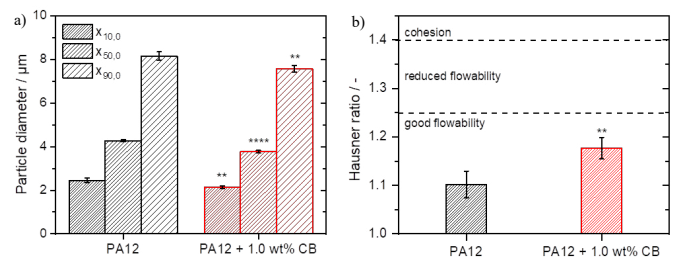 a)
Particle diameter / µm
10
8
6
4
2
0
x10,0
x50,0
x90,0
**
****
**
PA12
PA12 + 1.0 wt% CB
b)
Hausner ratio / -
1.4
1.3
1.2
1.1
1.0
cohesion
reduced flowability
good flowability
**
PA12
PA12 + 1.0 wt% CB